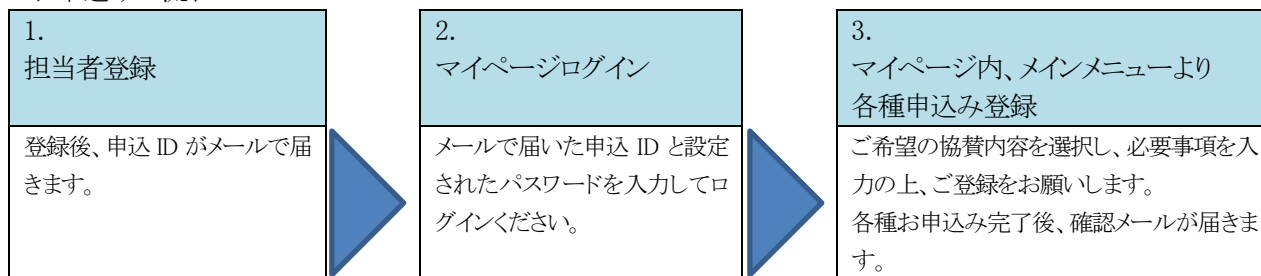 1.
担当者登録
登録後、申込 ID がメールで届
きます。
2.
マイページログイン
メールで届いた申込 ID と設定
されたパスワードを入力してロ
グインください。
3.
マイページ内、メインメニューより
各種申込み登録
ご希望の協賛内容を選択し、必要事項を入
力の上、ご登録をお願いします。
各種お申込み完了後、確認メールが届きま
す。